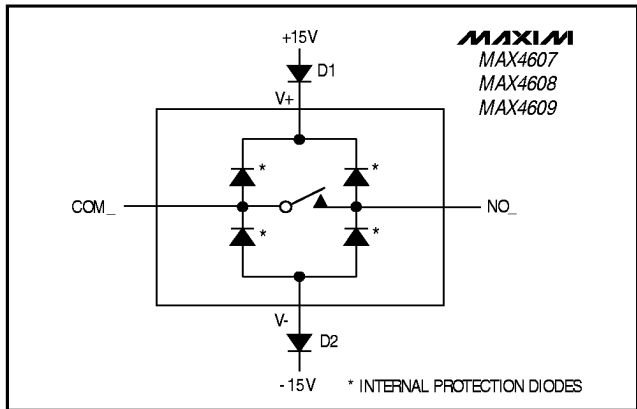 +15V
MAXIM
MAX4607
MAX4608
MAX4609
D1
V+
*
*
COM_
NO_
*
*
V-
D2
-15V
* INTERNAL PROTECTION DIODES